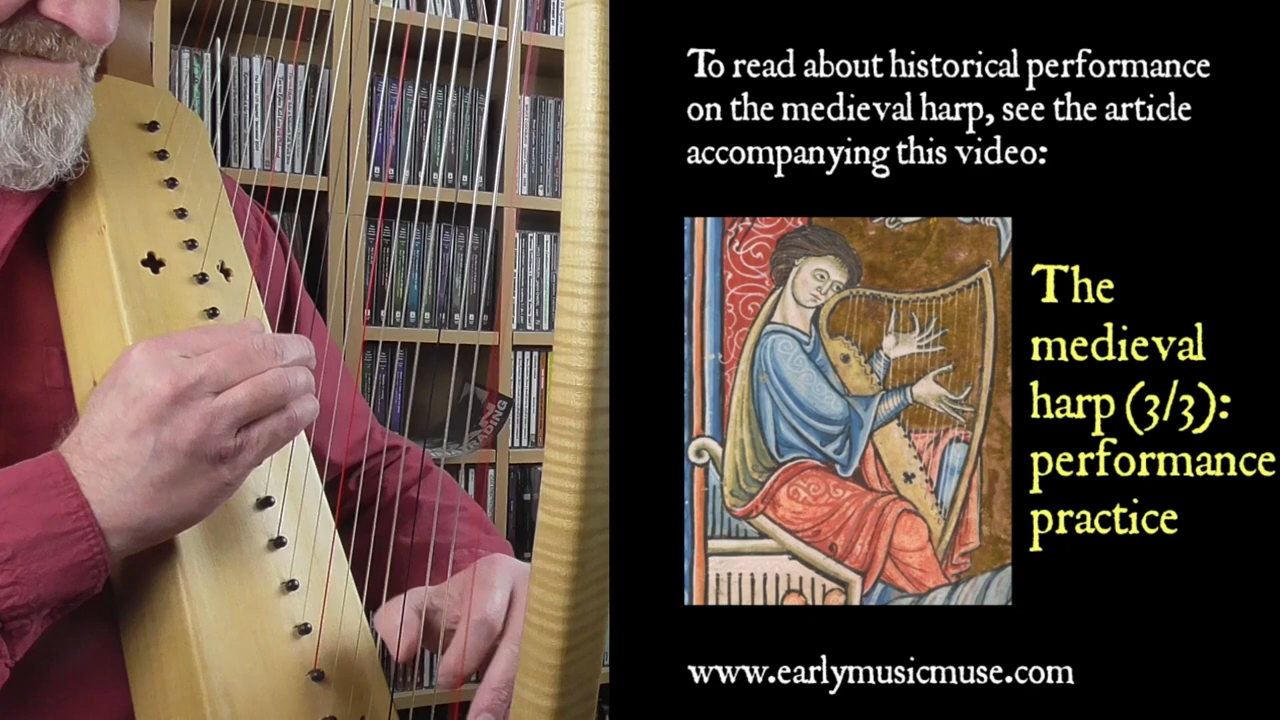 To read about historical performance
on the medieval harp, see the article
accompanying this video:
The
medieval
harp (3/3):
performance
practice
www.earlymusicmuse.com
TRADING